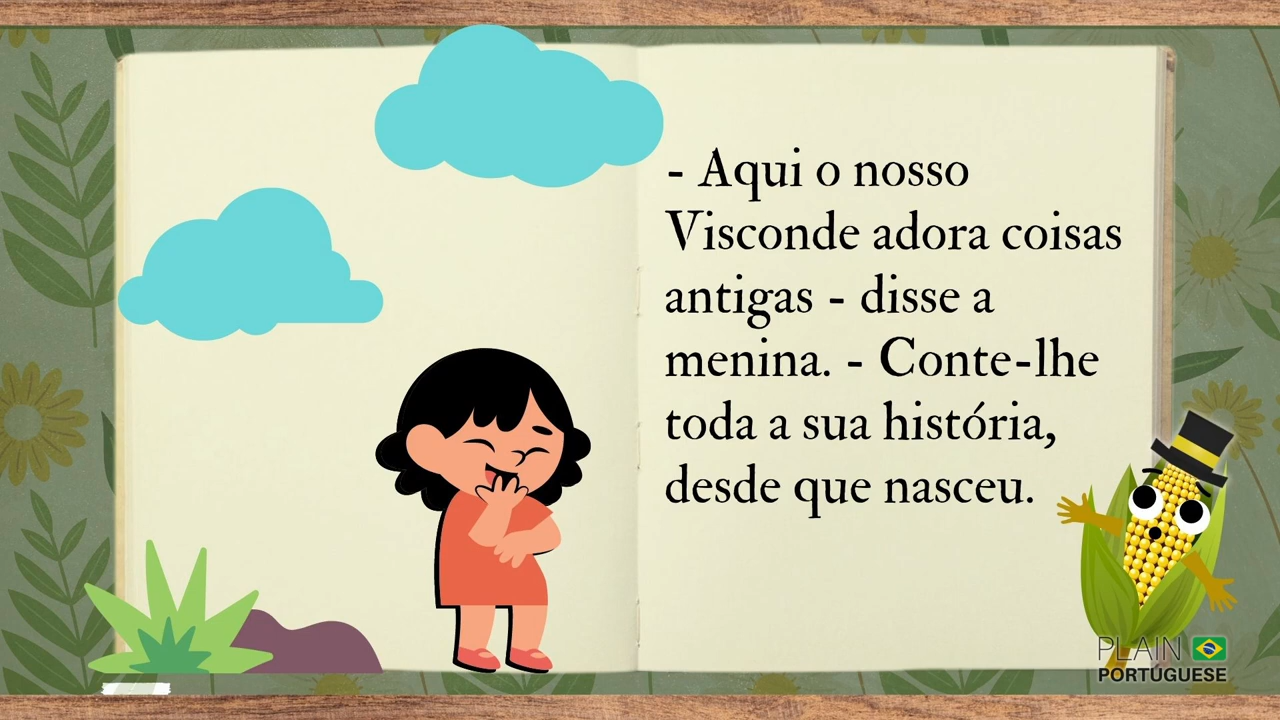 - Aqui o nosso
Visconde adora coisas
antigas - disse a
menina. - Conte-lhe
toda a sua história,
desde que nasceu.
PLAIN
PORTUGUESE